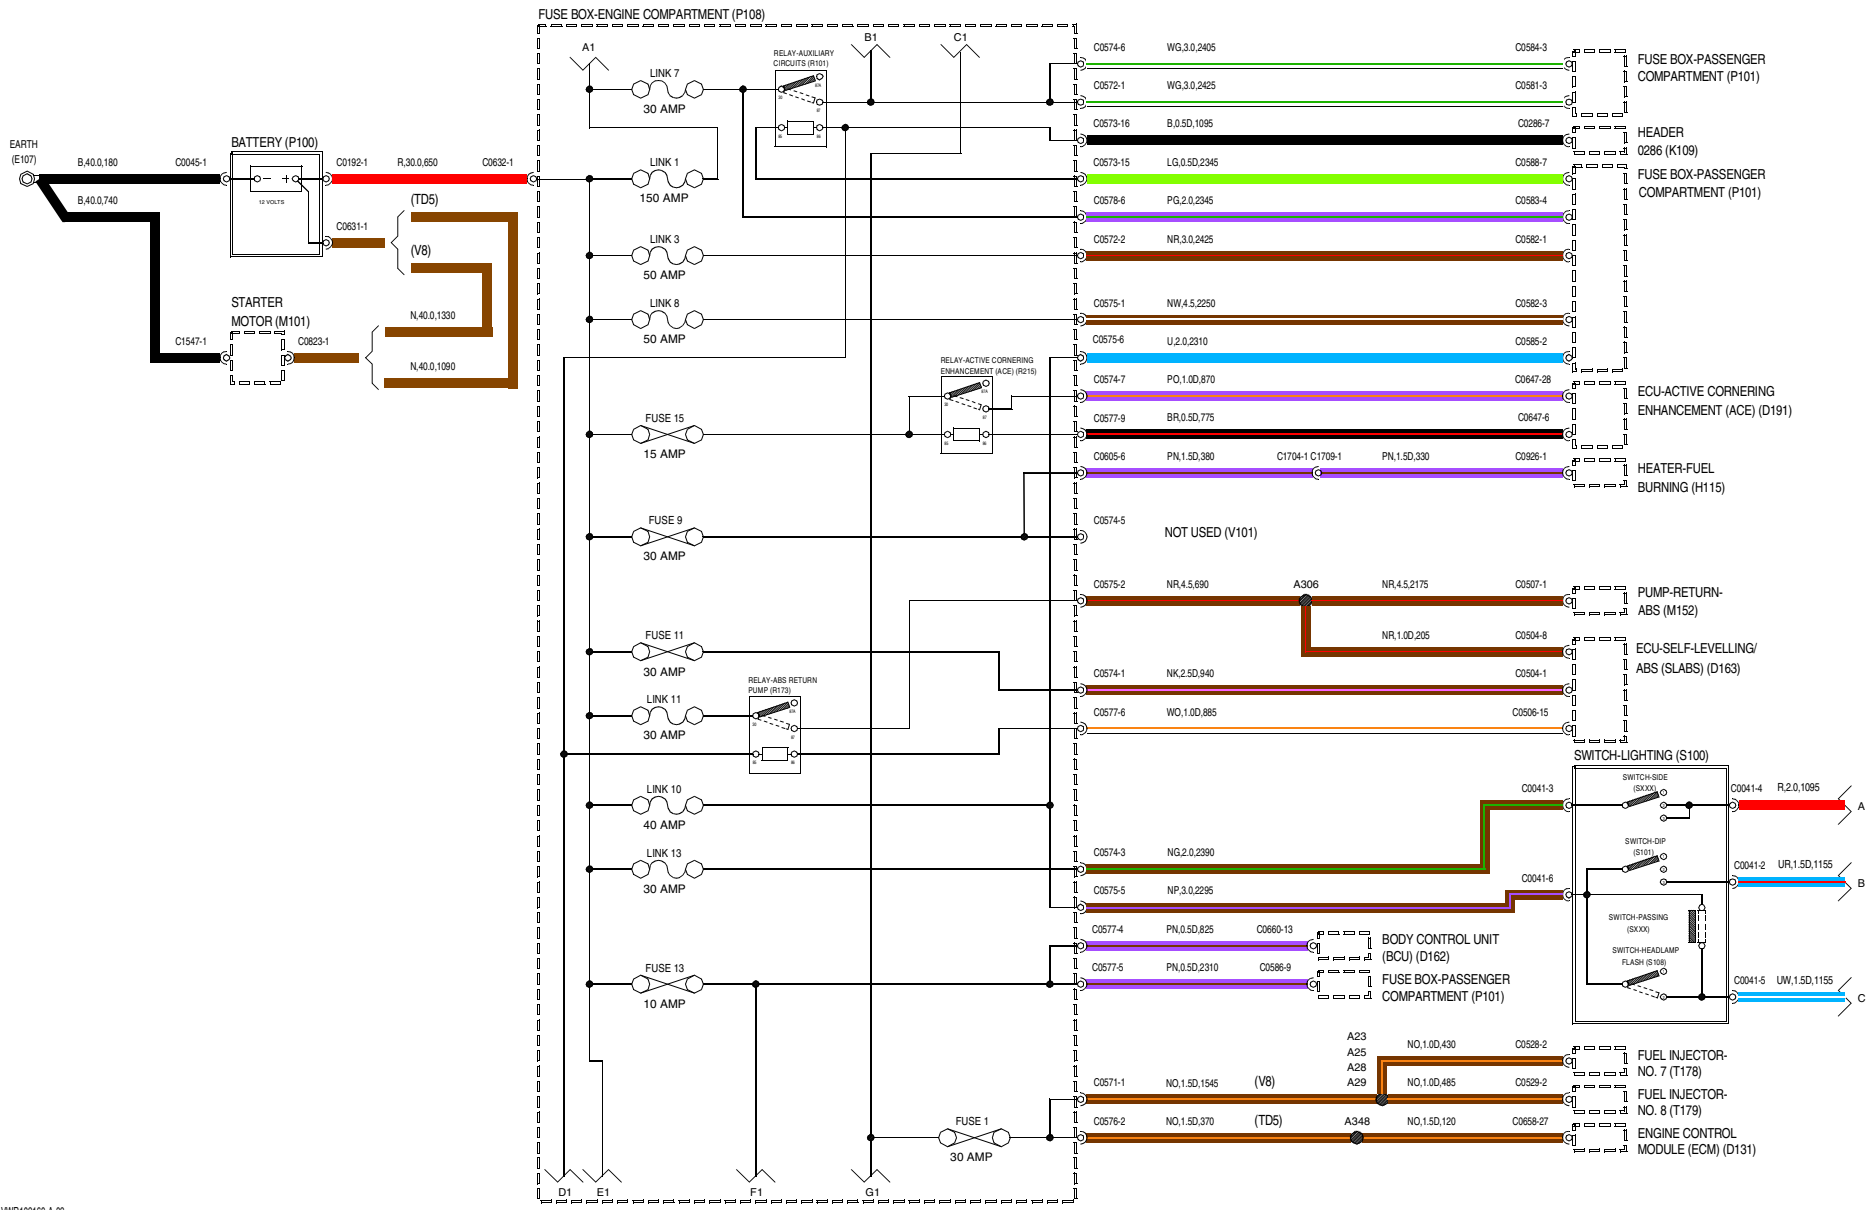 FUSE BOX-ENGINE COMPARTMENT (P108)
A1
B1
C1
RELAY-AUXILIARY
CIRCUITS (R101)
LINK 7
30 AMP
C0574-6 WG,3.0,2405 C0584-3
FUSE BOX-PASSENGER
COMPARTMENT (P101)
C0572-1 WG,3.0,2425 C0581-3
C0573-16 B,0.5D,1095 C0286-7
HEADER
0286 (K109)
EARTH
(E107)
BATTERY (P100)
B,40.0,180 C0045-1
C0192-1 R,30.0,650 C0632-1
12 VOLTS
B,40.0,740
C0631-1
(TD5)
(V8)
STARTER
MOTOR (M101)
N,40.0,1330
C1547-1
C0823-1
N,40.0,1090
LINK 1
150 AMP
C0573-15 LG,0.5D,2345 C0588-7
FUSE BOX-PASSENGER
COMPARTMENT (P101)
C0578-6 PG,2.0,2345 C0583-4
LINK 3
50 AMP
C0572-2 NR,3.0,2425 C0582-1
LINK 8
50 AMP
C0575-1 NW,4.5,2250 C0582-3
C0575-6 U,2.0,2310 C0585-2
RELAY-ACTIVE CORNERING
ENHANCEMENT (ACE) (R215)
C0574-7 PO,1.0D,870 C0647-28
ECU-ACTIVE CORNERING
ENHANCEMENT (ACE) (D191)
FUSE 15
15 AMP
C0577-9 BR,0.5D,775 C0647-6
C0605-6 PN,1.5D,380 C1704-1 C1709-1 PN,1.5D,330 C0926-1
HEATER-FUEL
BURNING (H115)
FUSE 9
30 AMP
C0574-5
NOT USED (V101)
C0575-2 NR,4.5,690 A306 NR,4.5,2175 C0507-1
PUMP-RETURN-
ABS (M152)
FUSE 11
30 AMP
NR,1.0D,205 C0504-8
ECU-SELF-LEVELLING/
ABS (SLABS) (D163)
C0574-1 NK,2.5D,940 C0504-1
RELAY-ABS RETURN
PUMP (R173)
LINK 11
30 AMP
C0577-6 WO,1.0D,885 C0506-15
SWITCH-LIGHTING (S100)
SWITCH-SIDE
(SXXX)
LINK 10
40 AMP
C0041-3
C0041-4 R,2.0,1095
A
SWITCH-DIP
(S101)
LINK 13
30 AMP
C0574-3 NG,2.0,2390
C0041-2 UR,1.5D,1155
B
C0575-5 NP,3.0,2295 C0041-6
SWITCH-PASSING
(SXXX)
SWITCH-HEADLAMP
FLASH (S108)
C0577-4 PN,0.5D,825 C0660-13
BODY CONTROL UNIT
(BCU) (D162)
FUSE 13
10 AMP
C0577-5 PN,0.5D,2310 C0586-9
FUSE BOX-PASSENGER
COMPARTMENT (P101)
C0041-5 UW,1.5D,1155
C
A23
A25
A28
A29
NO,1.0D,430 C0528-2
FUEL INJECTOR-
NO. 7 (T178)
C0571-1 NO,1.5D,1545 (V8) NO,1.0D,485 C0529-2
FUEL INJECTOR-
NO. 8 (T179)
FUSE 1
30 AMP
C0576-2 NO,1.5D,370 (TD5) A348 NO,1.5D,120 C0658-27
ENGINE CONTROL
MODULE (ECM) (D131)
D1
E1
F1
G1